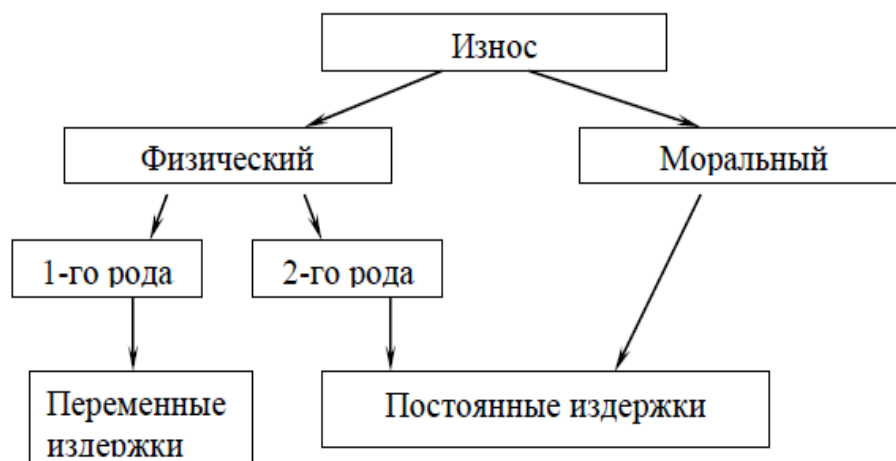 Износ
Физический
Моральный
1-го рода
2-го рода
Переменные
издержки
Постоянные издержки